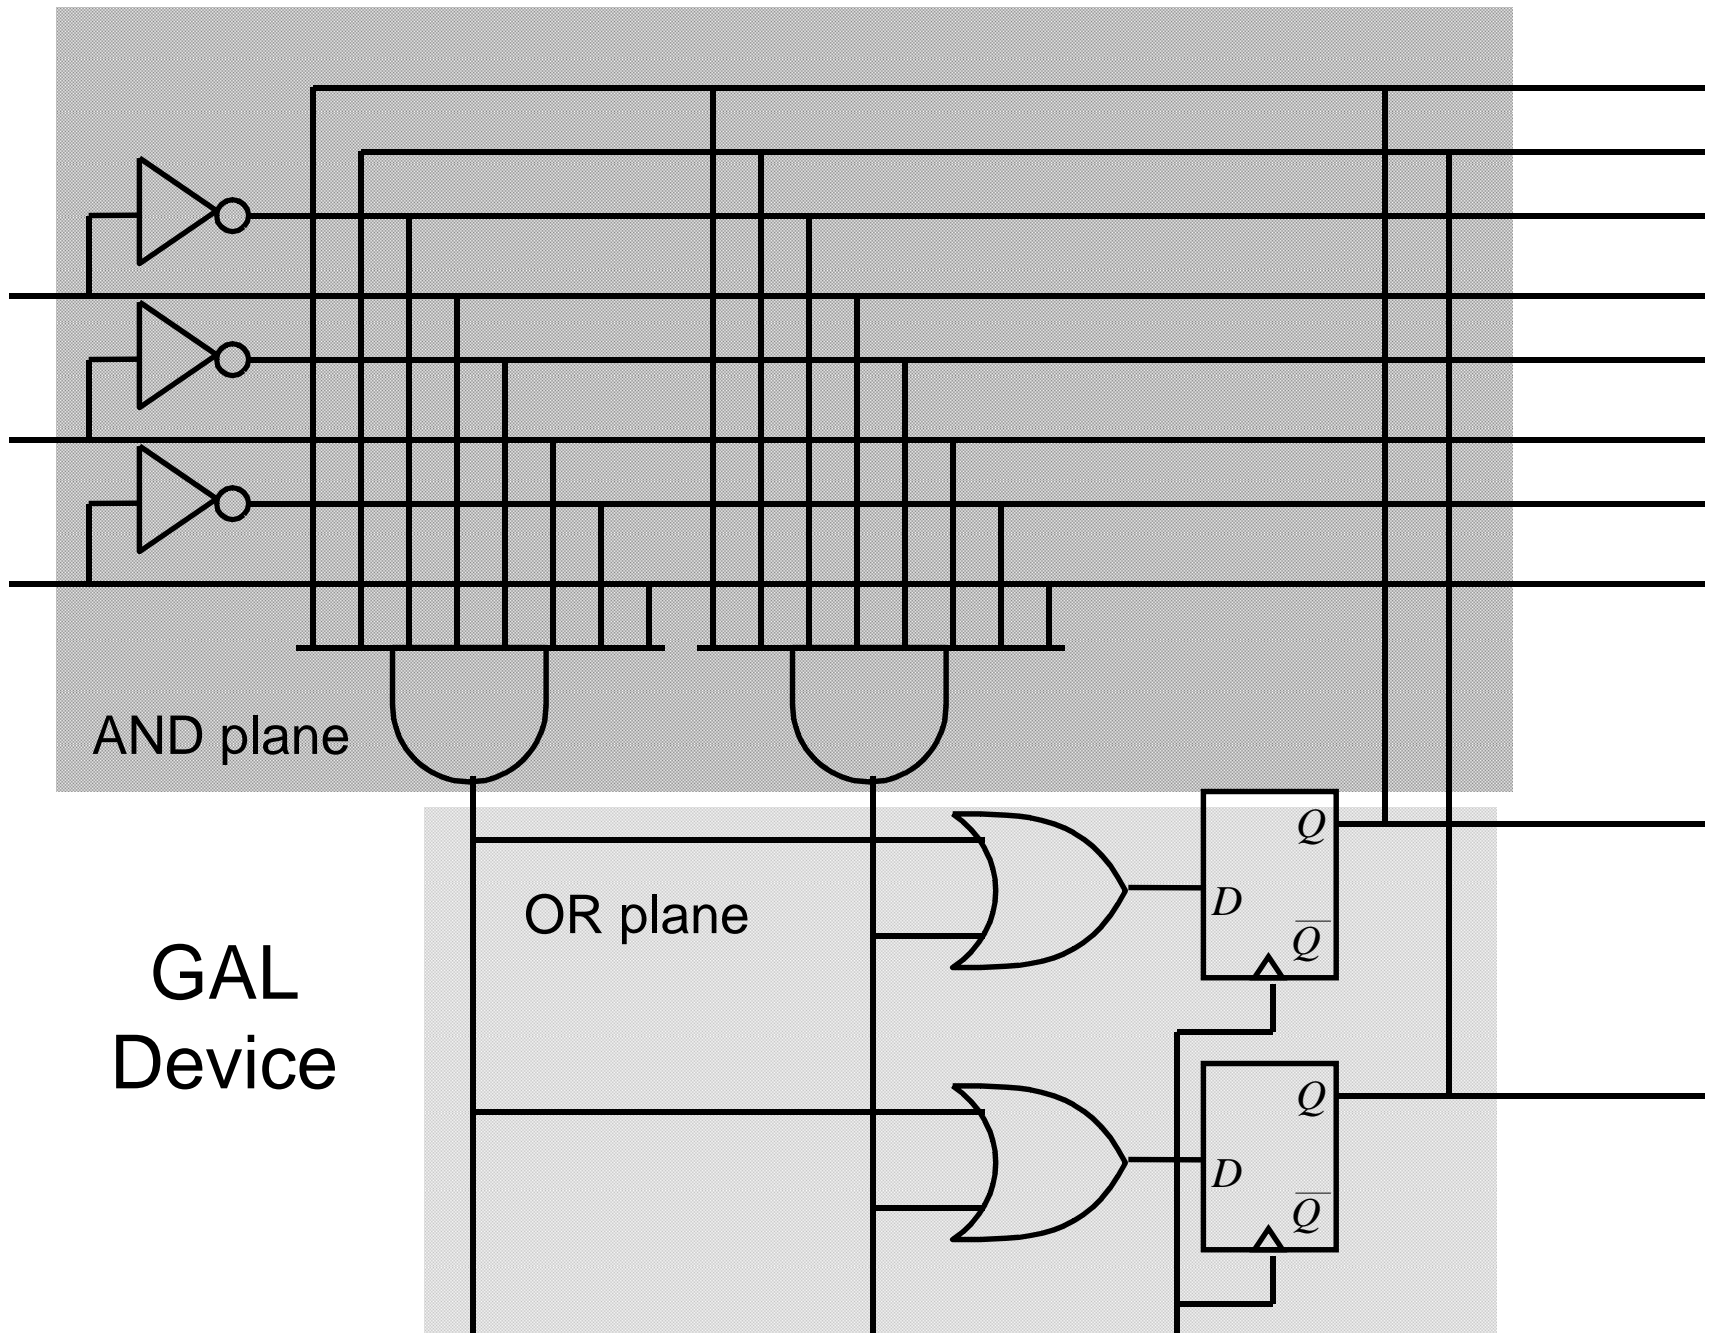 AND plane
Q
OR plane
D
Q̅
GAL
Device
Q
D
Q̅